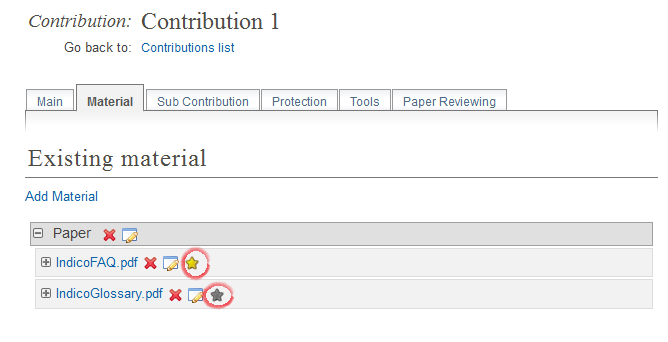 Contribution: Contribution 1
Go back to: Contributions list
Main Material Sub Contribution Protection Tools Paper Reviewing
Existing material
Add Material
Paper
IndicoFAQ.pdf
IndicoGlossary.pdf